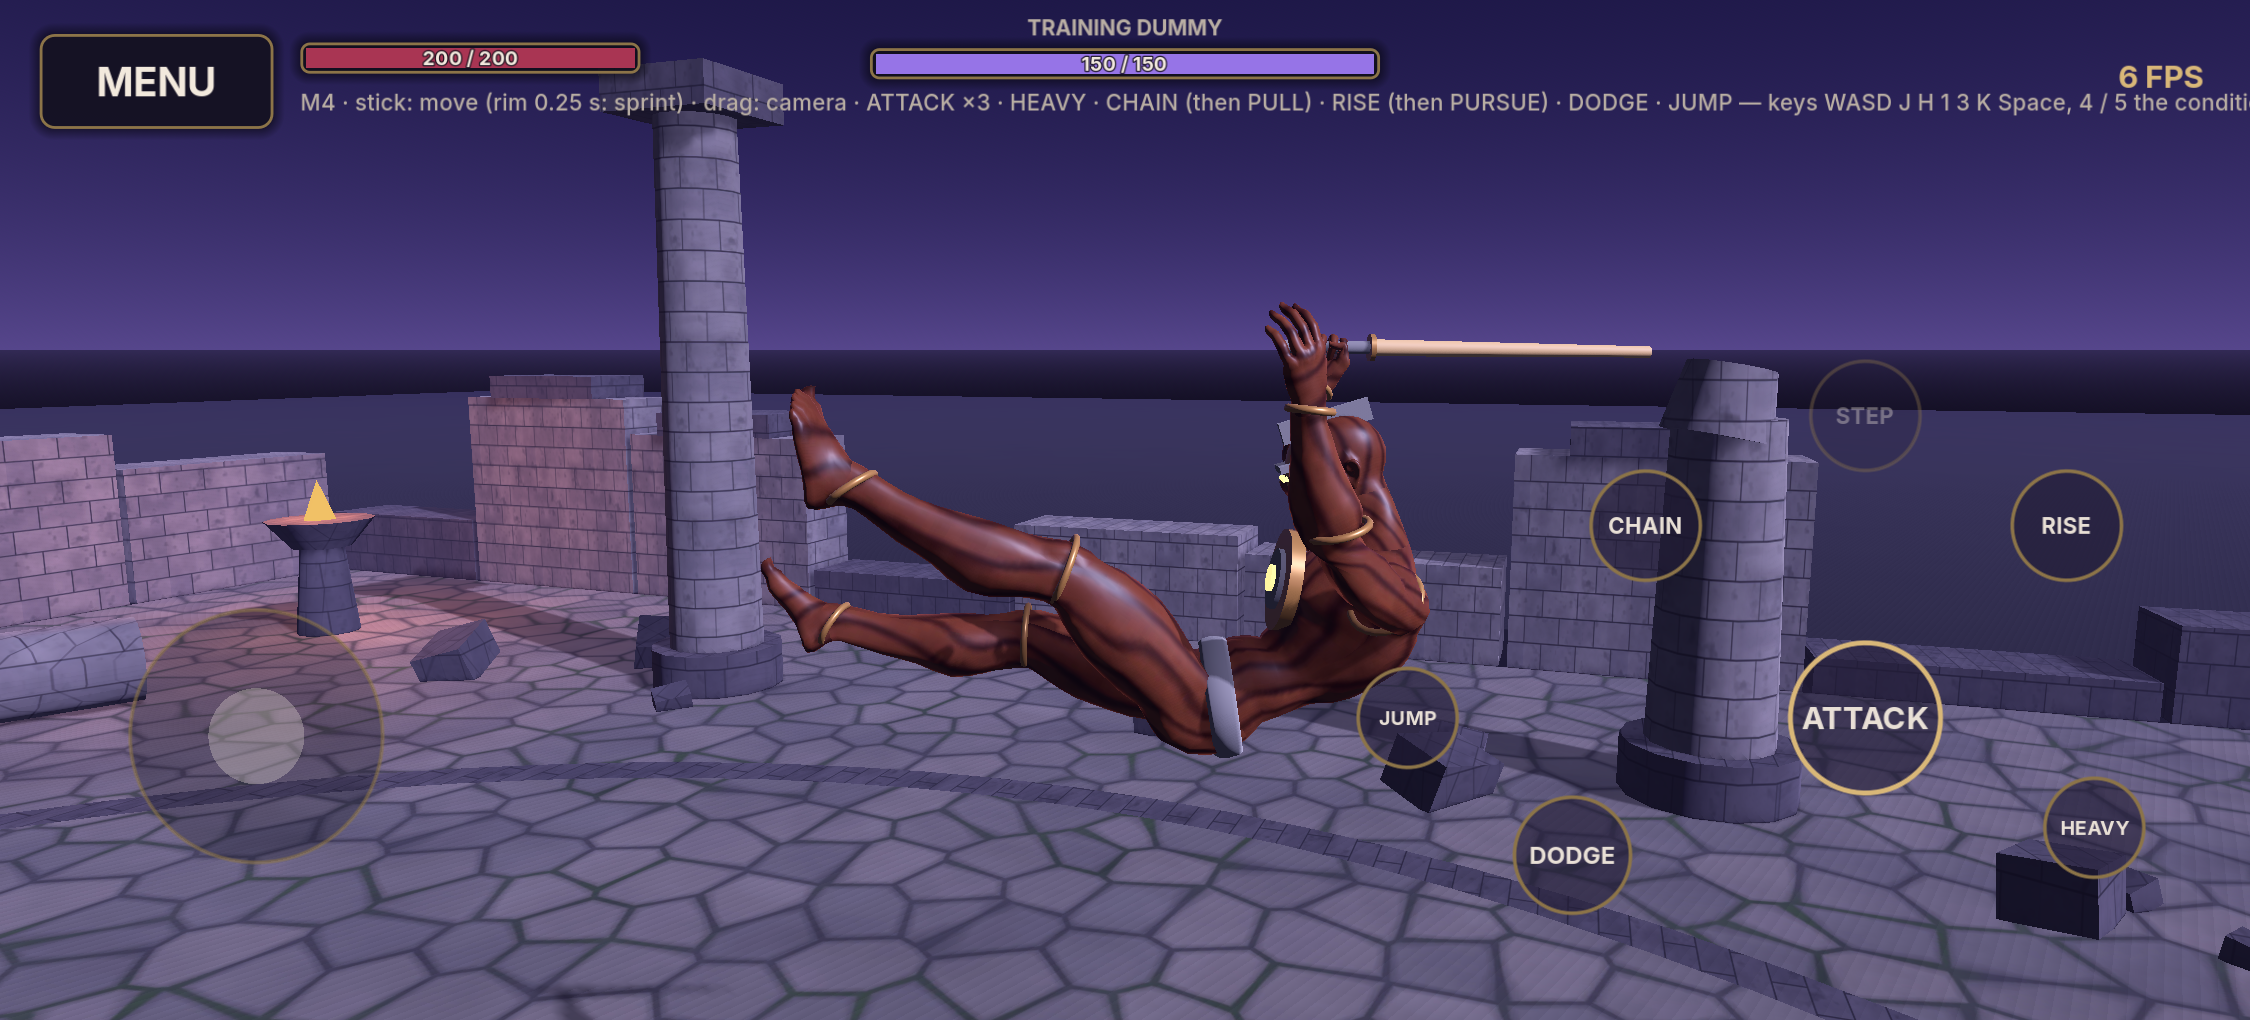 TRAINING DUMMY
MENU
200 / 200
150 / 150
6 FPS
M4 · stick: move (rim 0.25 s: sprint) · drag: camera · ATTACK ×3 · HEAVY · CHAIN (then PULL) · RISE (then PURSUE) · DODGE · JUMP — keys WASD J H 1 3 K Space, 4 / 5 the conditi
STEP
CHAIN
RISE
JUMP
ATTACK
HEAVY
DODGE